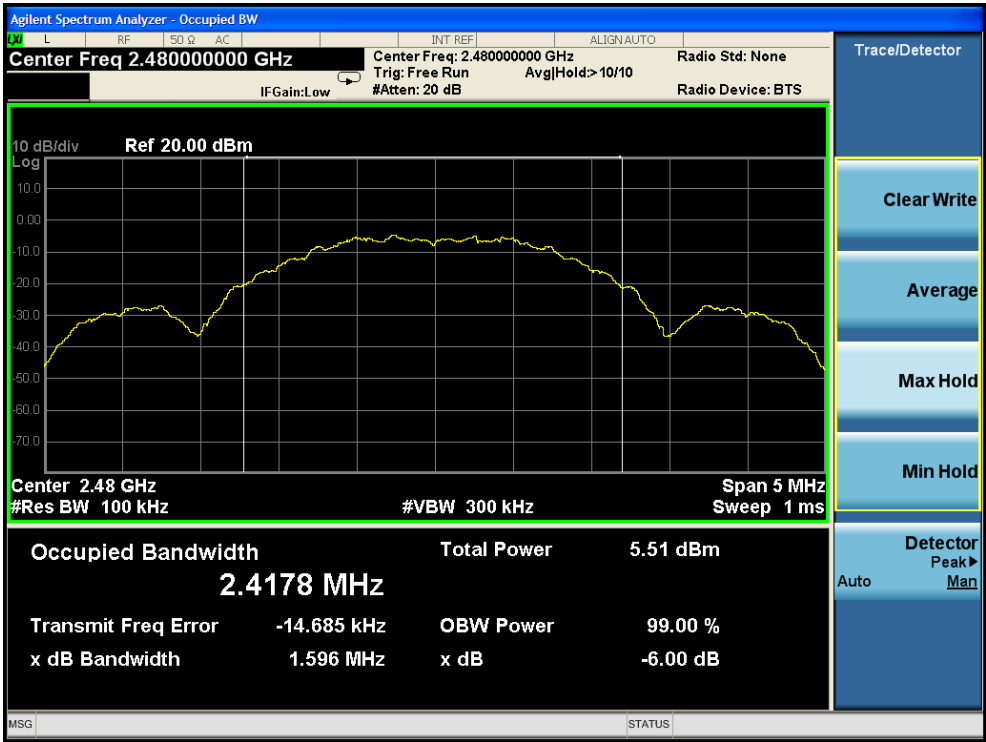 Agilent Spectrum Analyzer - Occupied BW
LXI L RF 50 Ω AC INT REF ALIGN AUTO
Center Freq 2.480000000 GHz
Center Freq: 2.480000000 GHz Radio Std: None
Trig: Free Run Avg|Hold:>10/10
IFGain:Low #Atten: 20 dB Radio Device: BTS
Trace/Detector
10 dB/div Ref 20.00 dBm
Log
10.0
0.00
-10.0
-20.0
-30.0
-40.0
-50.0
-60.0
-70.0
Center 2.48 GHz Span 5 MHz
#Res BW 100 kHz #VBW 300 kHz Sweep 1 ms
Occupied Bandwidth Total Power 5.51 dBm
2.4178 MHz
Transmit Freq Error -14.685 kHz OBW Power 99.00 %
x dB Bandwidth 1.596 MHz x dB -6.00 dB
Clear Write
Average
Max Hold
Min Hold
Detector
Peak▶
Auto Man
MSG STATUS